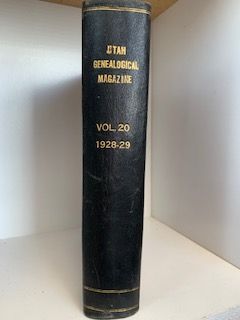 UTAH
GENEALOGICAL
MAGAZINE
VOL. 20
1928-29